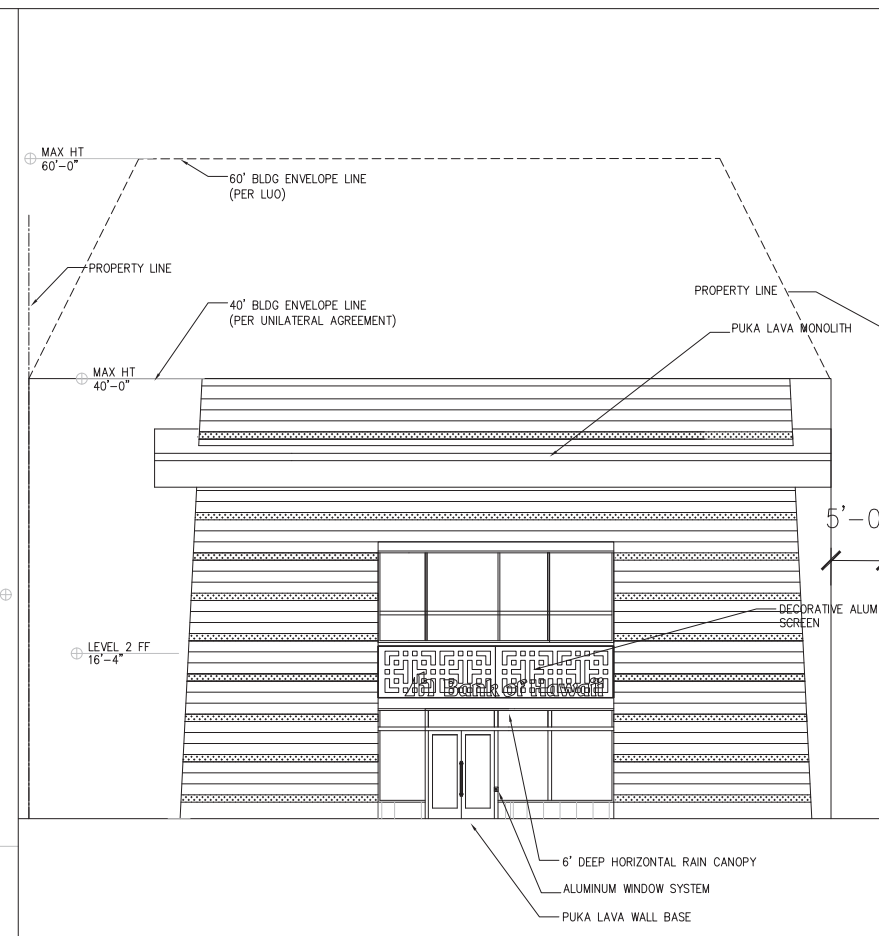 MAX HT
60'-0"
60' BLDG ENVELOPE LINE
(PER LUO)
PROPERTY LINE
PROPERTY LINE
40' BLDG ENVELOPE LINE
(PER UNILATERAL AGREEMENT)
PUKA LAVA MONOLITH
MAX HT
40'-0"
5'-0
DECORATIVE ALUM
SCREEN
LEVEL 2 FF
16'-4"
Bank of Hawaii
6' DEEP HORIZONTAL RAIN CANOPY
ALUMINUM WINDOW SYSTEM
PUKA LAVA WALL BASE